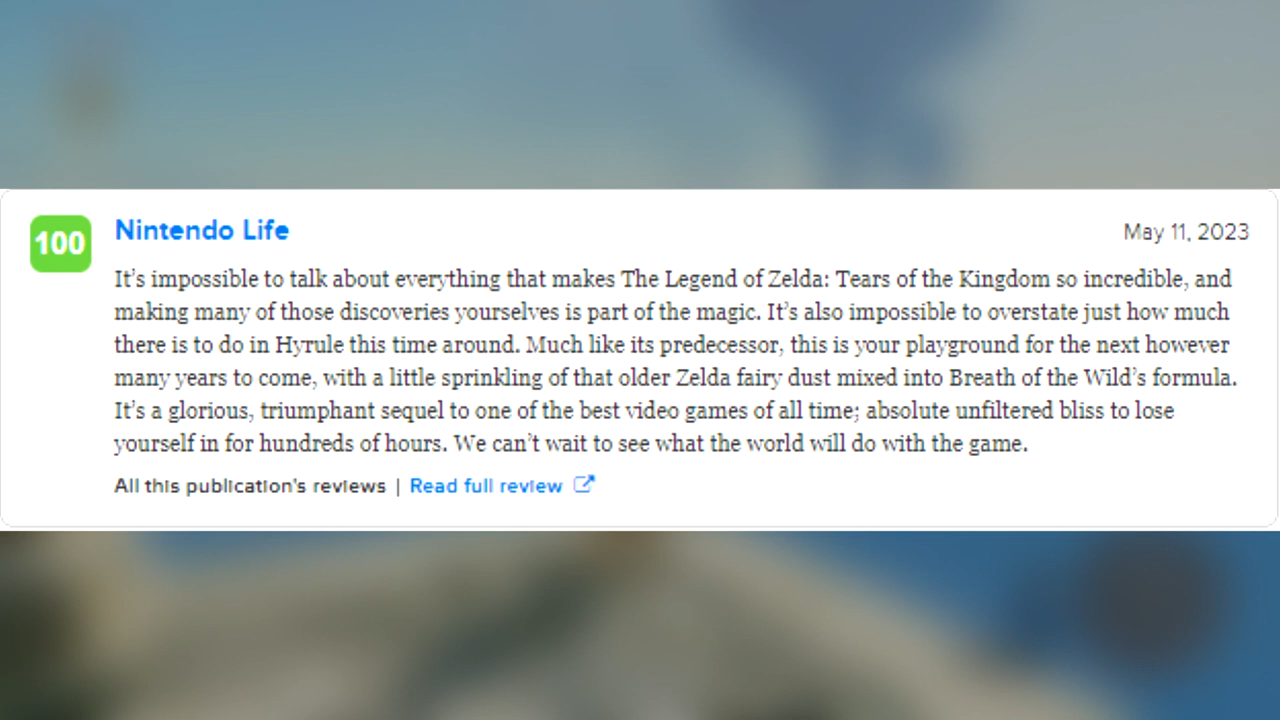 100
Nintendo Life
May 11, 2023
It’s impossible to talk about everything that makes The Legend of Zelda: Tears of the Kingdom so incredible, and
making many of those discoveries yourselves is part of the magic. It’s also impossible to overstate just how much
there is to do in Hyrule this time around. Much like its predecessor, this is your playground for the next however
many years to come, with a little sprinkling of that older Zelda fairy dust mixed into Breath of the Wild’s formula.
It’s a glorious, triumphant sequel to one of the best video games of all time; absolute unfiltered bliss to lose
yourself in for hundreds of hours. We can’t wait to see what the world will do with the game.
All this publication's reviews | Read full review